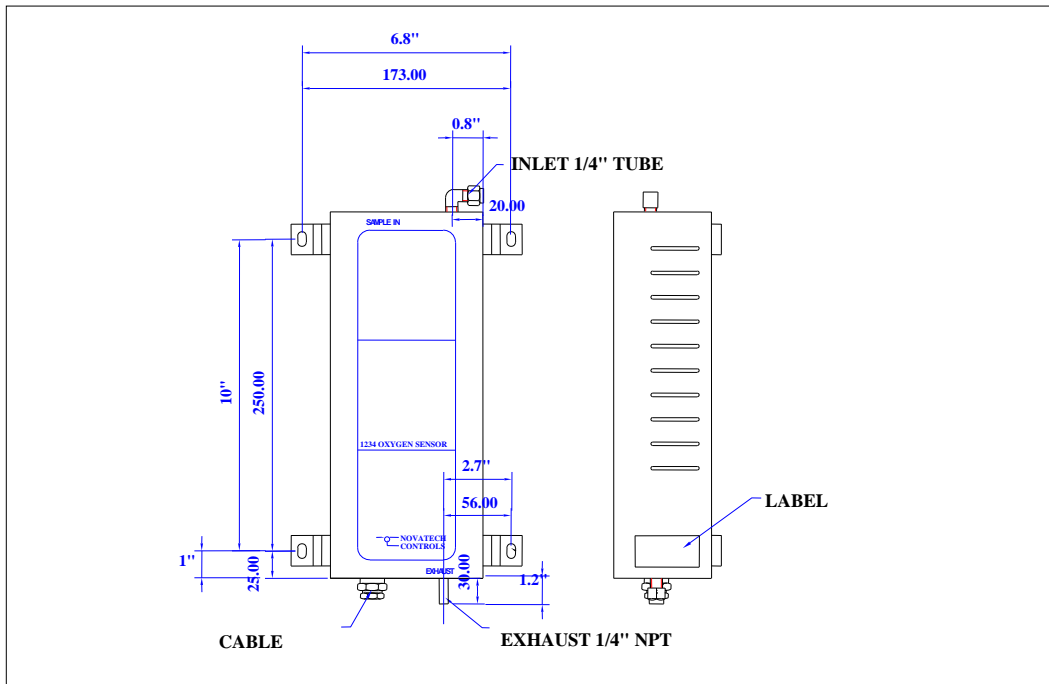 6.8"
173.00
0.8"
INLET 1/4" TUBE
20.00
SAMPLE IN
10"
250.00
1234 OXYGEN SENSOR
2.7"
56.00
LABEL
NOVATECH
CONTROLS
1"
25.00
EXHAUST
30.00
1.2"
CABLE
EXHAUST 1/4" NPT